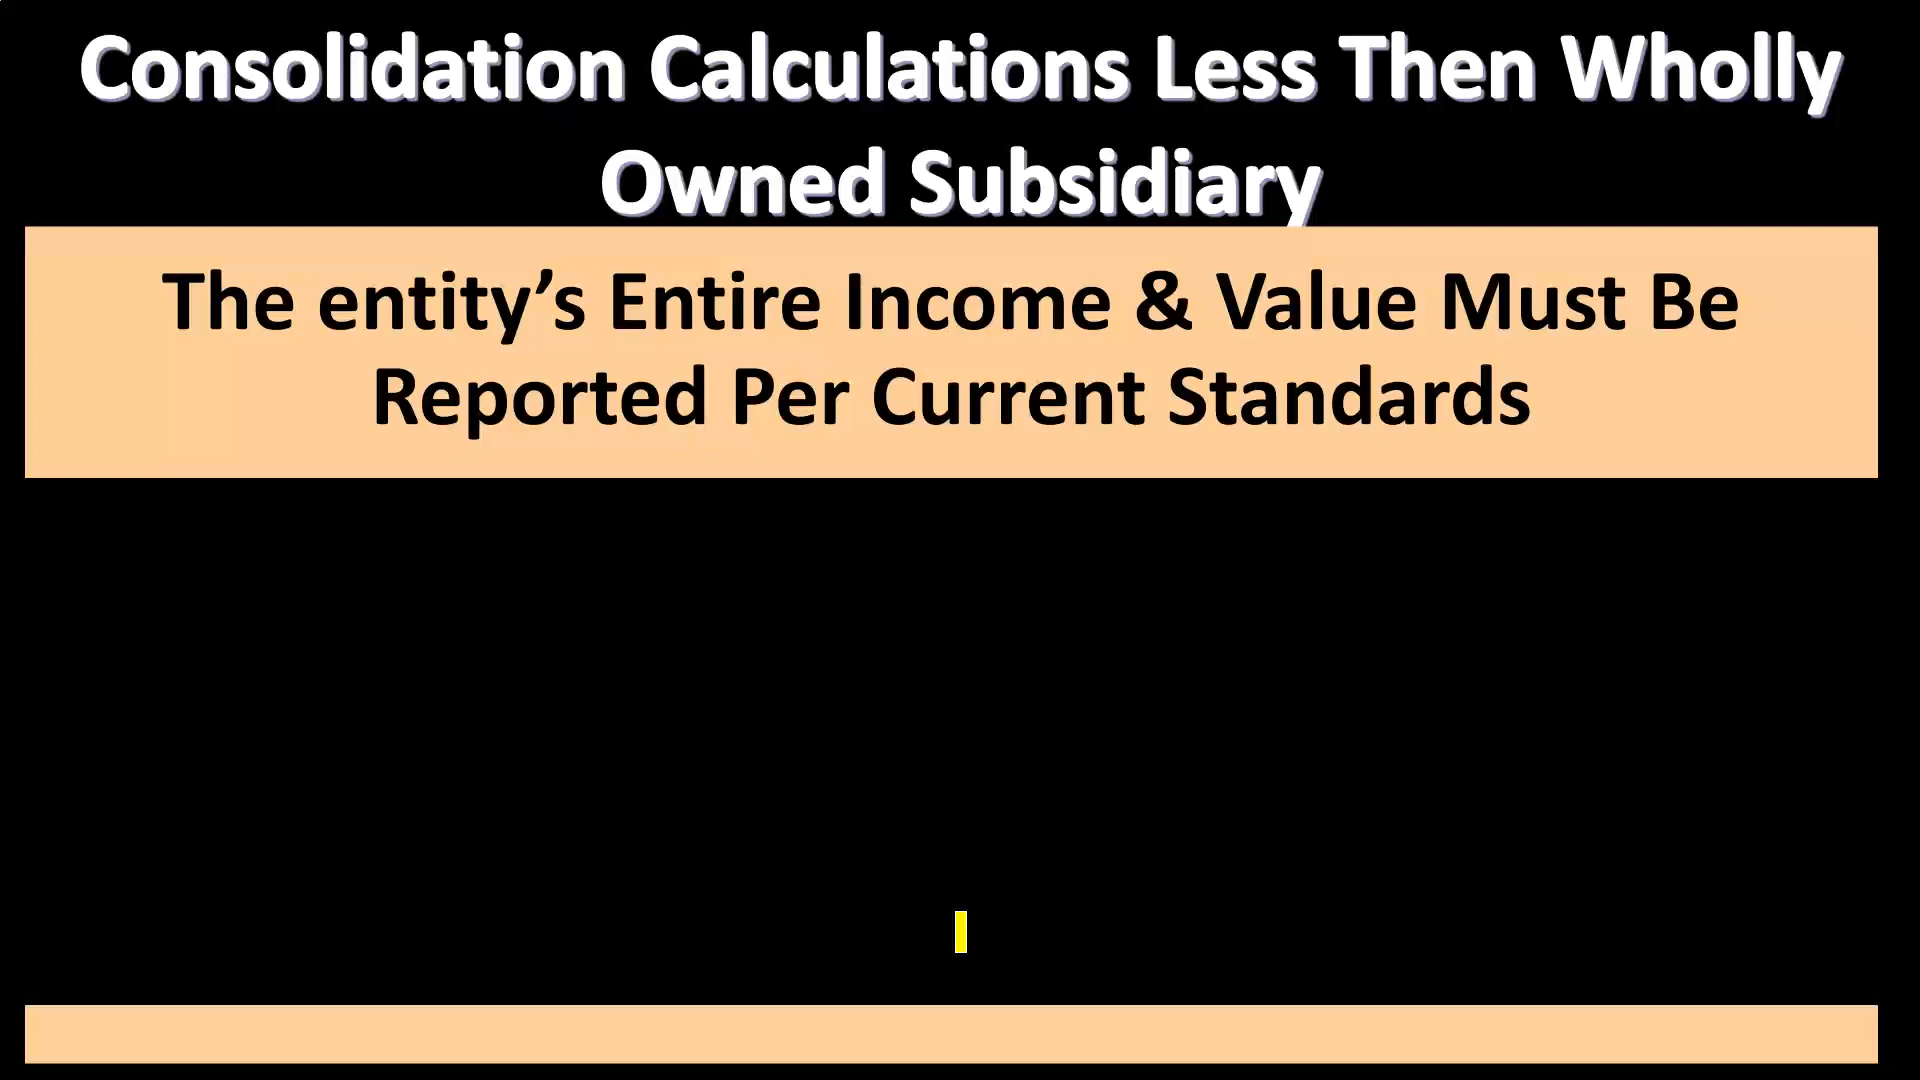 Consolidation Calculations Less Then Wholly
Owned Subsidiary
The entity’s Entire Income & Value Must Be
Reported Per Current Standards